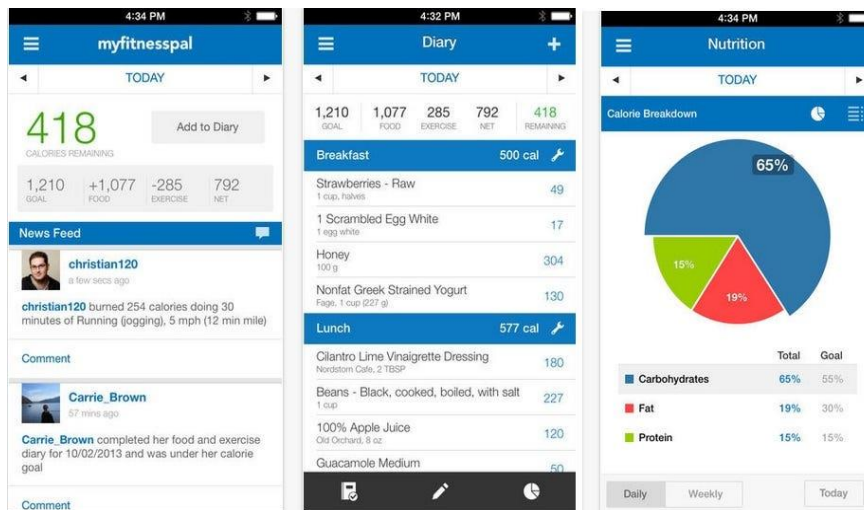 4:34 PM
myfitnesspal
TODAY
418
CALORIES REMAINING
Add to Diary
1,210 +1,077 -285 792
GOAL FOOD EXERCISE NET
News Feed
christian120
a few secs ago
christian120 burned 254 calories doing 30
minutes of Running (jogging), 5 mph (12 min mile)
Comment
Carrie_Brown
57 mins ago
Carrie_Brown completed her food and exercise
diary for 10/02/2013 and was under her calorie
goal
Comment
4:32 PM
Diary
TODAY
1,210 1,077 285 792 418
GOAL FOOD EXERCISE NET REMAINING
Breakfast 500 cal
Strawberries - Raw 49
1 cup, halves
1 Scrambled Egg White 17
1 egg white
Honey 304
100 g
Nonfat Greek Strained Yogurt 130
Fage, 1 cup (227 g)
Lunch 577 cal
Cilantro Lime Vinaigrette Dressing 180
Nordstom Cafe, 2 TBSP
Beans - Black, cooked, boiled, with salt 227
1 cup
100% Apple Juice 120
Old Orchard, 8 oz
Guacamole Medium 50
4:34 PM
Nutrition
TODAY
Calorie Breakdown
65%
15%
19%
Total Goal
Carbohydrates 65% 55%
Fat 19% 30%
Protein 15% 15%
Daily Weekly Today